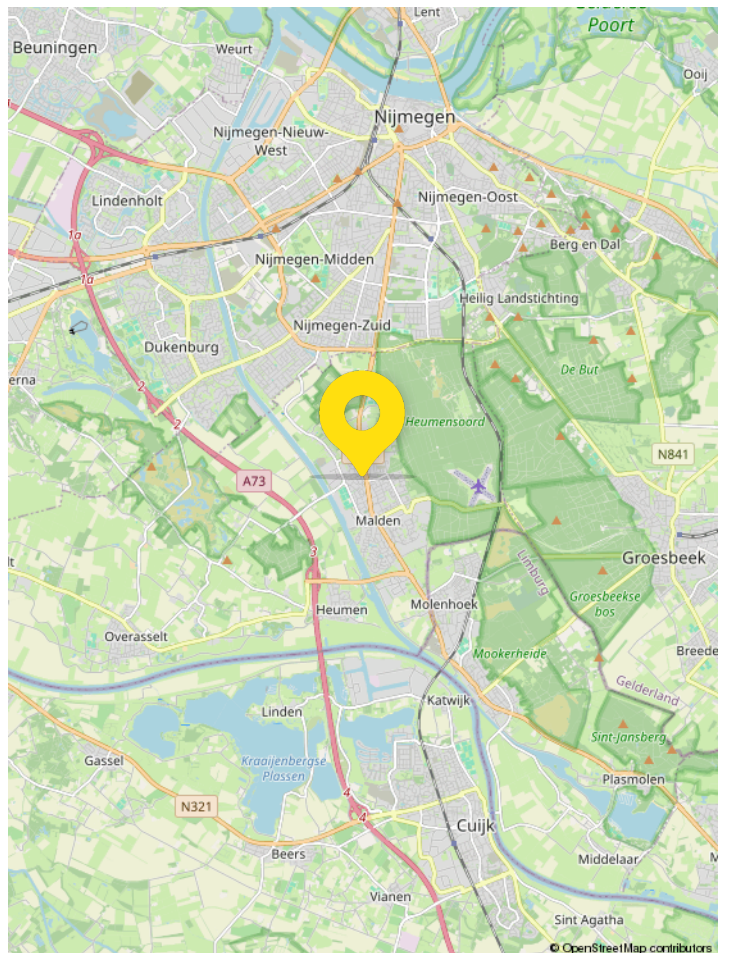 Lent
Poort
Beuningen
Weurt
Ooij
Nijmegen
Nijmegen-Nieuw-
West
Lindenholt
Nijmegen-Oost
1a
Berg en Dal
Nijmegen-Midden
1a
Heilig Landstichting
Nijmegen-Zuid
Dukenburg
De But
erna
2
2
Heumensoord
N841
A73
Malden
3
Limburg
Groesbeek
Groesbeekse
bos
Molenhoek
Heumen
Overasselt
Mookerheide
Breede
Gelderland
Katwijk
Linden
Sint-Jansberg
Gassel
Kraaijenbergse
Plassen
Plasmolen
4
N321
4
Cuijk
Beers
Middelaar
M
Vianen
Sint Agatha
© OpenStreetMap contributors